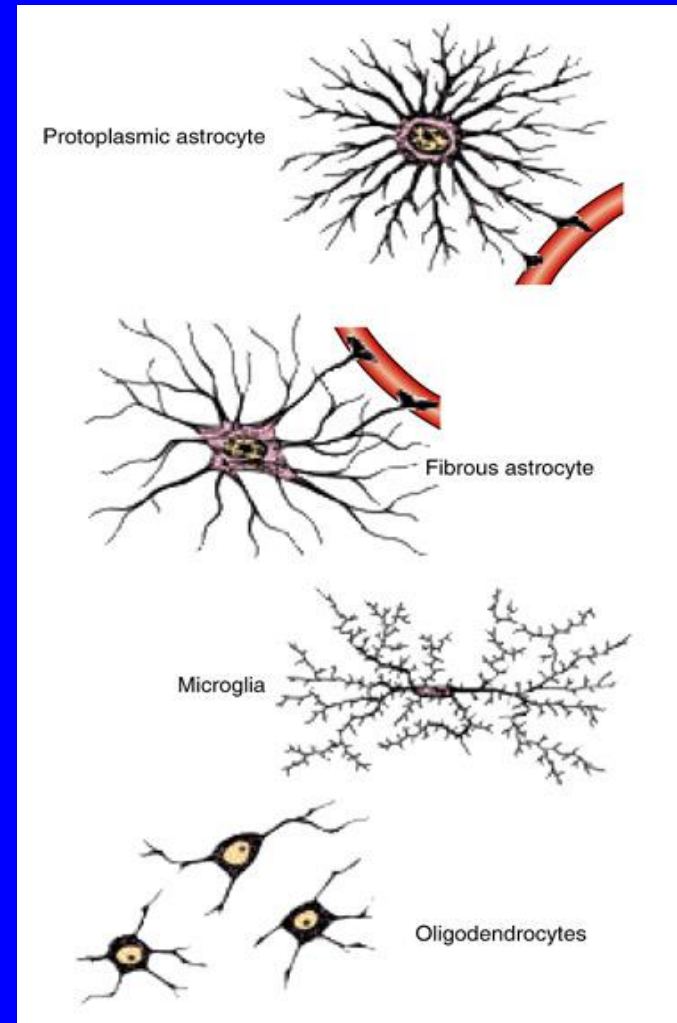 Protoplasmic astrocyte
Fibrous astrocyte
Microglia
Oligodendrocytes